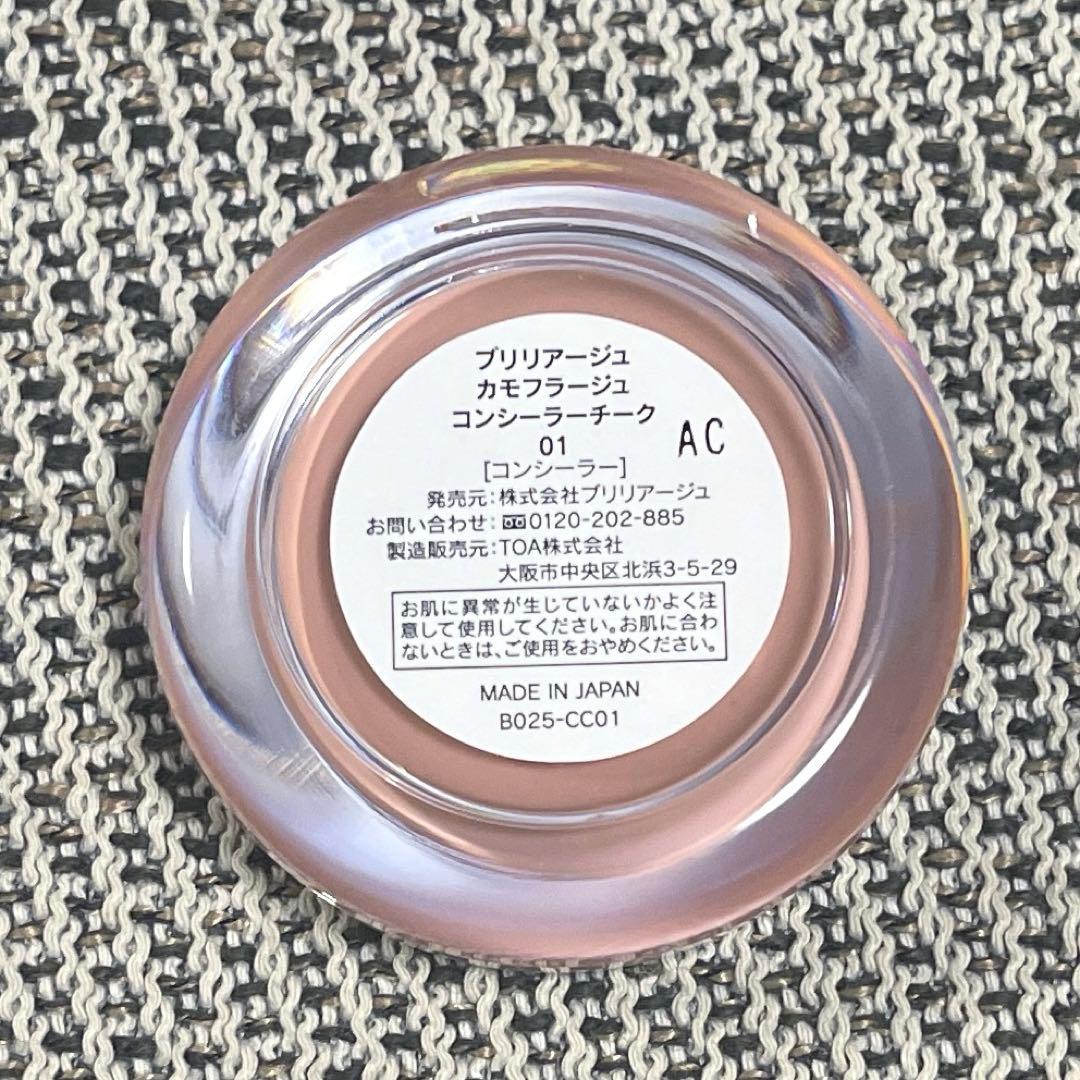 ブリリアージュ
カモフラージュ
コンシーラーチーク
01
AC
[コンシーラー]
発売元:株式会社ブリリアージュ
お問い合わせ:0120-202-885
製造販売元:TOA株式会社
大阪市中央区北浜3-5-29
お肌に異常が生じていないかよく注
意して使用してください。お肌に合わ
ないときは、ご使用をおやめください。
MADE IN JAPAN
B025-CC01